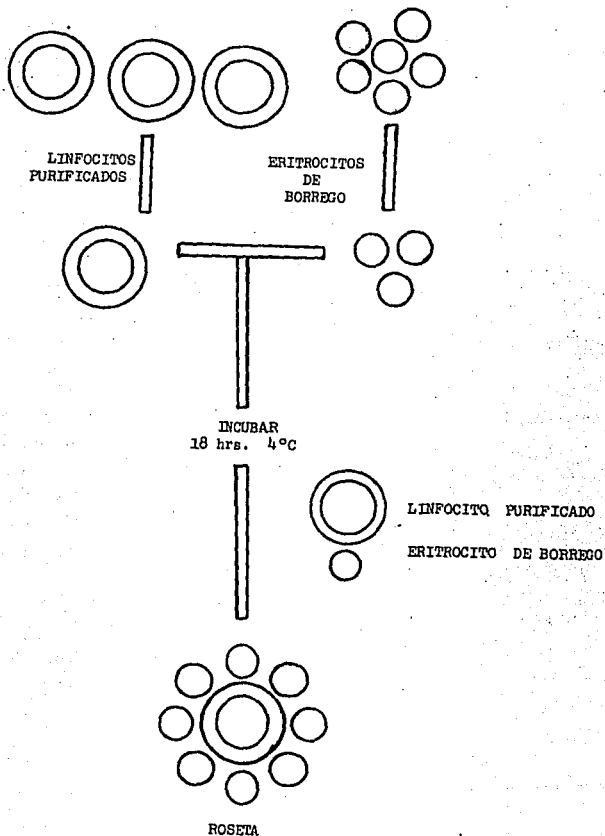 LINFOCITOS
PURIFICADOS
ERITROCITOS
DE
BORREGO
INCUBAR
18 hrs. 4°C
LINFOCITO PURIFICADO
ERITROCITO DE BORREGO
ROSETA